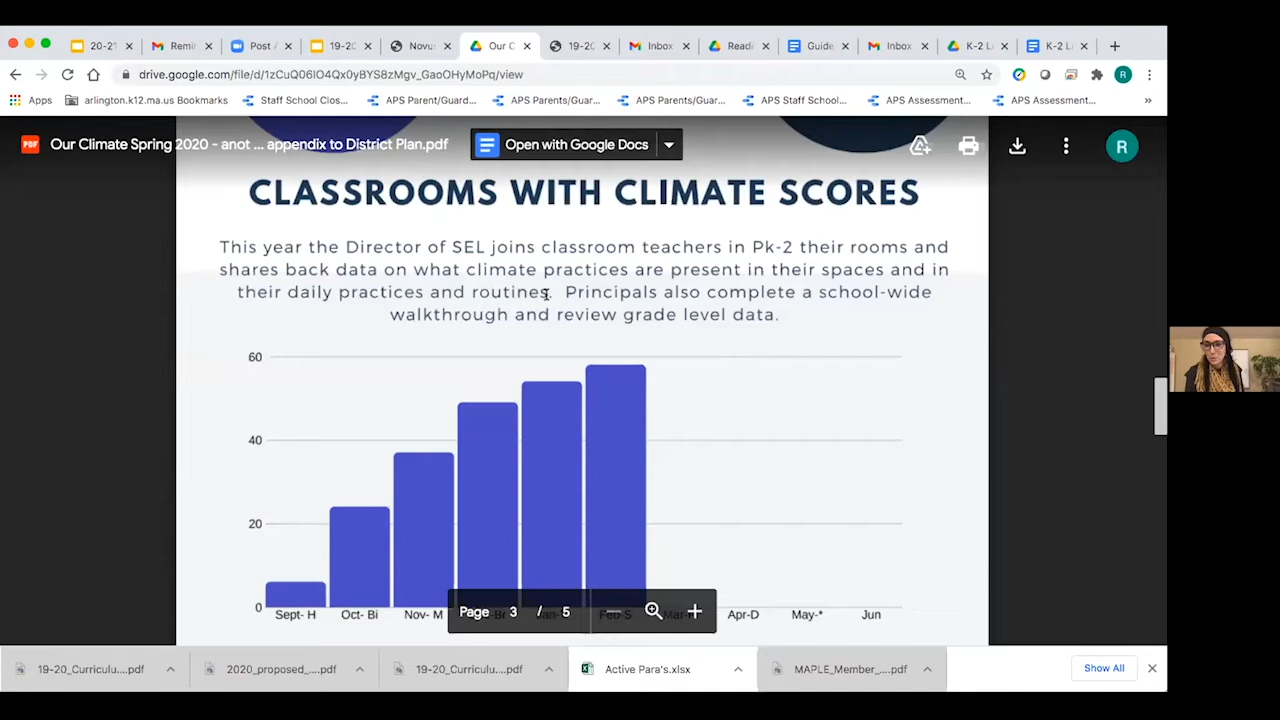 20-21
Remi
Post /
19-20
Novus
Our C
19-20
Inbox
Readi
Guide
Inbox
K-2 L
K-2 L
drive.google.com/file/d/1zCuQ06lO4Qx0yBYS8zMgv_GaoOHyMoPq/view
R
Apps
arlington.k12.ma.us Bookmarks
Staff School Clos...
APS Parent/Guard...
APS Parents/Guar...
APS Parents/Guar...
APS Staff School...
APS Assessment...
APS Assessment...
»
PDF
Our Climate Spring 2020 - anot ... appendix to District Plan.pdf
Open with Google Docs
R
CLASSROOMS WITH CLIMATE SCORES
This year the Director of SEL joins classroom teachers in Pk-2 their rooms and
shares back data on what climate practices are present in their spaces and in
their daily practices and routines. Principals also complete a school-wide
walkthrough and review grade level data.
60
40
20
0
Sept- H
Oct- Bi
Nov- M
Jan-
Feb-S
Apr-D
May-*
Jun
Page 3 / 5
19-20_Curriculu....pdf
2020_proposed_....pdf
19-20_Curriculu....pdf
Active Para's.xlsx
MAPLE_Member_....pdf
Show All